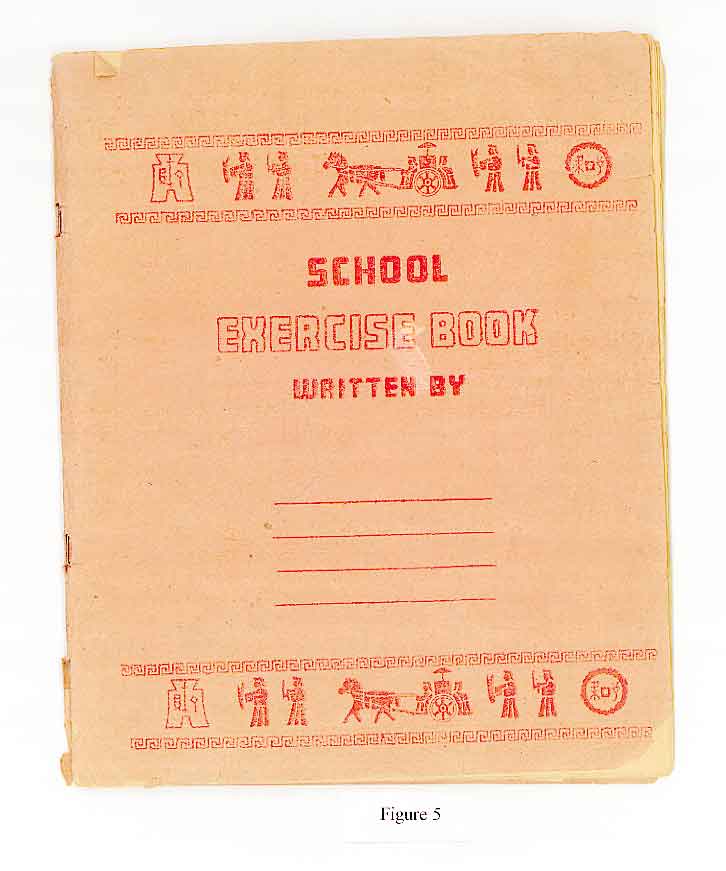 SCHOOL
EXERCISE BOOK
WRITTEN BY
Figure 5